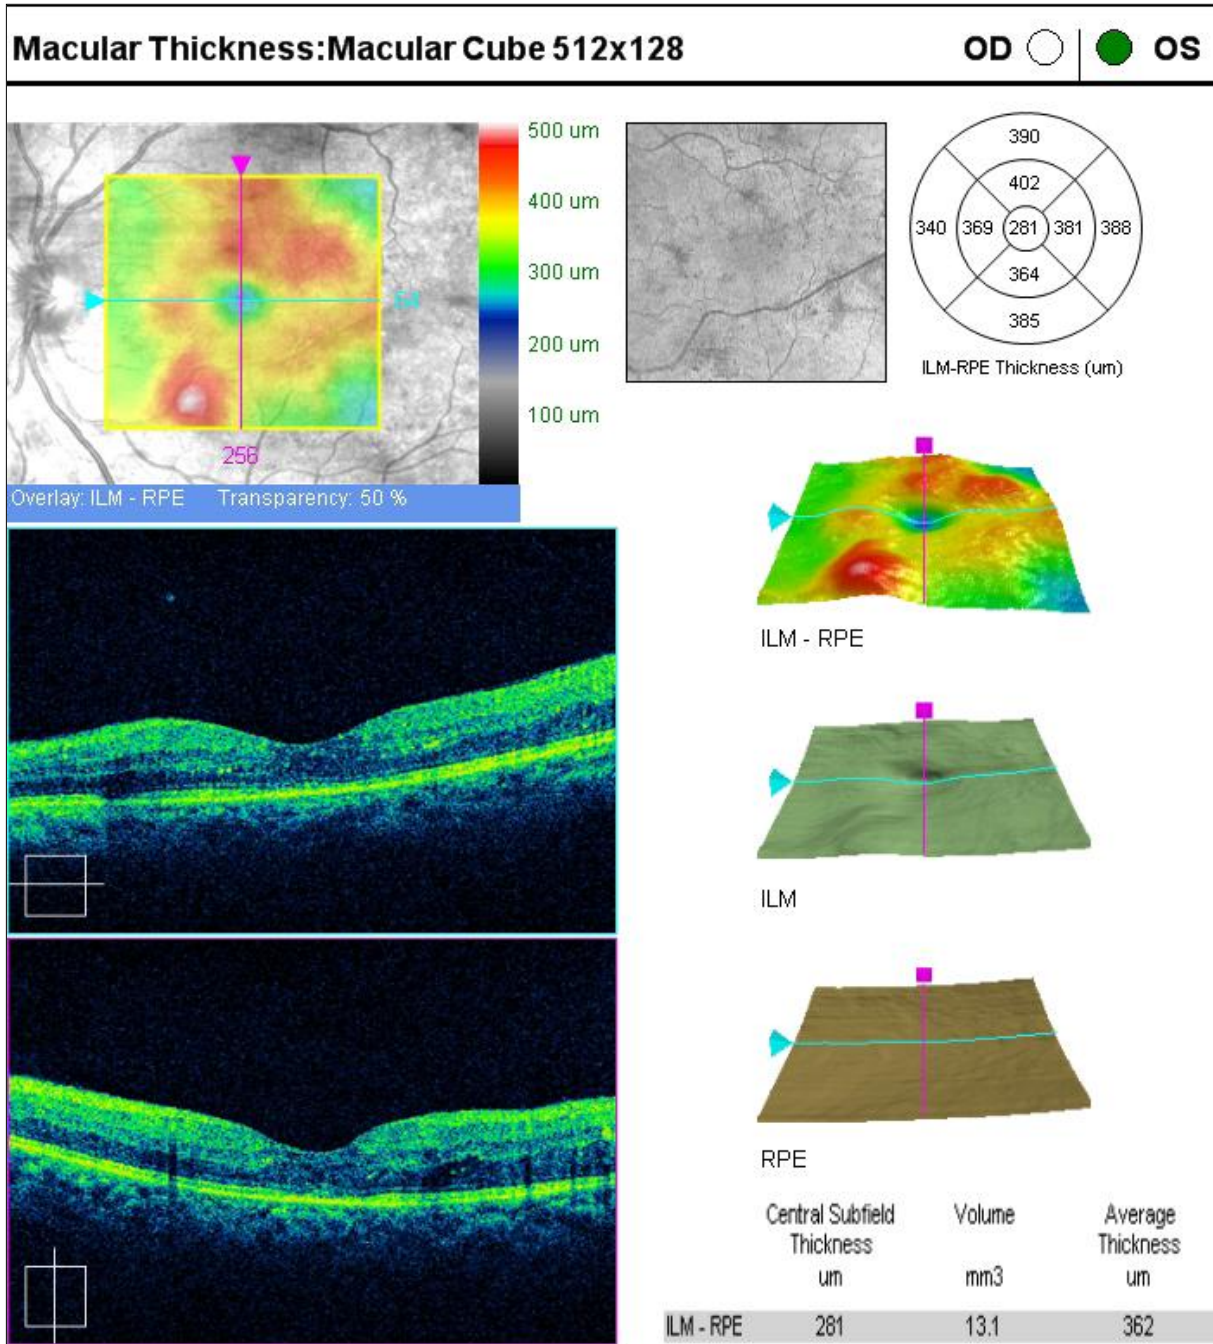 Macular Thickness:Macular Cube 512x128 OD OS
500 um
400 um
300 um
200 um
100 um
64
256
Overlay: ILM - RPE Transparency: 50 %
390
402
340 369 281 381 388
364
385
ILM-RPE Thickness (um)
ILM - RPE
ILM
RPE
Central Subfield Thickness um
Volume mm3
Average Thickness um
ILM - RPE 281 13.1 362